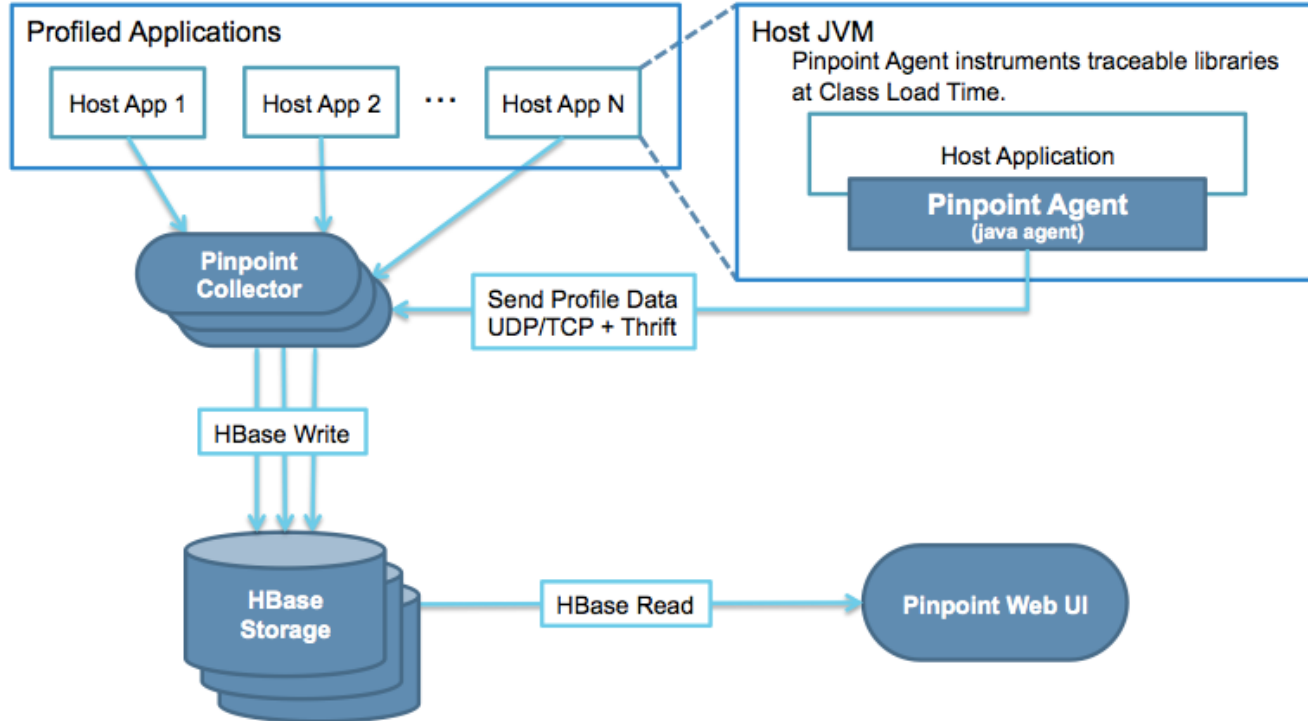 Profiled Applications
Host App 1
Host App 2
...
Host App N
Host JVM
Pinpoint Agent instruments traceable libraries
at Class Load Time.
Host Application
Pinpoint Agent
(java agent)
Pinpoint
Collector
Send Profile Data
UDP/TCP + Thrift
HBase Write
HBase
Storage
HBase Read
Pinpoint Web UI